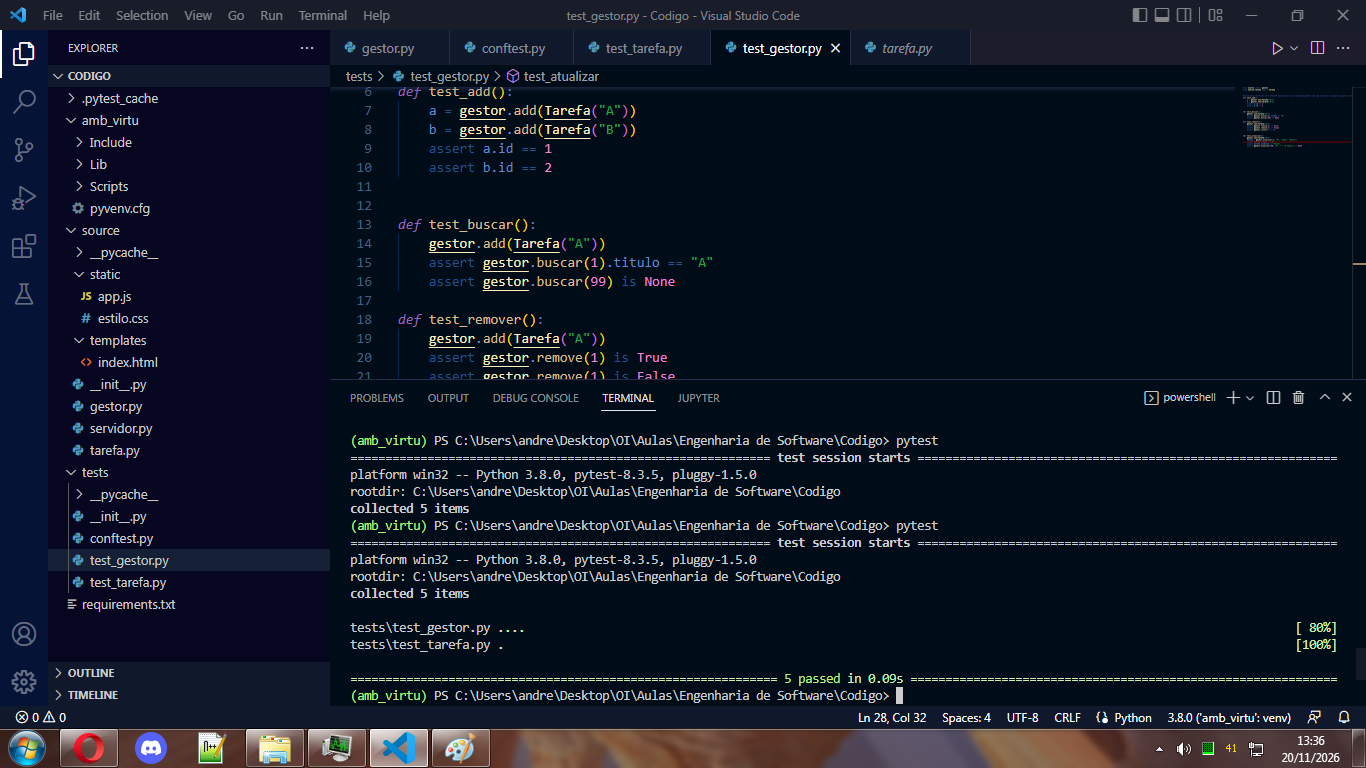 File Edit Selection View Go Run Terminal Help
test_gestor.py - Codigo - Visual Studio Code
EXPLORER
CODIGO
.pytest_cache
amb_virtu
Include
Lib
Scripts
pyvenv.cfg
source
__pycache__
static
JS app.js
# estilo.css
templates
<> index.html
__init__.py
gestor.py
servidor.py
tarefa.py
tests
__pycache__
__init__.py
conftest.py
test_gestor.py
test_tarefa.py
requirements.txt
OUTLINE
TIMELINE
gestor.py conftest.py test_tarefa.py test_gestor.py tarefa.py
tests > test_gestor.py > test_atualizar
6 def test_add():
7 a = gestor.add(Tarefa("A"))
8 b = gestor.add(Tarefa("B"))
9 assert a.id == 1
10 assert b.id == 2
11
12
13 def test_buscar():
14 gestor.add(Tarefa("A"))
15 assert gestor.buscar(1).titulo == "A"
16 assert gestor.buscar(99) is None
17
18 def test_remover():
19 gestor.add(Tarefa("A"))
20 assert gestor.remove(1) is True
21 assert gestor.remove(1) is False
PROBLEMS OUTPUT DEBUG CONSOLE TERMINAL JUPYTER
powershell
(amb_virtu) PS C:\Users\andre\Desktop\OI\Aulas\Engenharia de Software\Codigo> pytest
============================================================ test session starts ============================================================
platform win32 -- Python 3.8.0, pytest-8.3.5, pluggy-1.5.0
rootdir: C:\Users\andre\Desktop\OI\Aulas\Engenharia de Software\Codigo
collected 5 items
(amb_virtu) PS C:\Users\andre\Desktop\OI\Aulas\Engenharia de Software\Codigo> pytest
============================================================ test session starts ============================================================
platform win32 -- Python 3.8.0, pytest-8.3.5, pluggy-1.5.0
rootdir: C:\Users\andre\Desktop\OI\Aulas\Engenharia de Software\Codigo
collected 5 items
tests\test_gestor.py .... [ 80%]
tests\test_tarefa.py . [100%]
============================================================= 5 passed in 0.09s =============================================================
(amb_virtu) PS C:\Users\andre\Desktop\OI\Aulas\Engenharia de Software\Codigo>
0 0
Ln 28, Col 32 Spaces: 4 UTF-8 CRLF Python 3.8.0 ('amb_virtu': venv)
41
13:36
20/11/2026